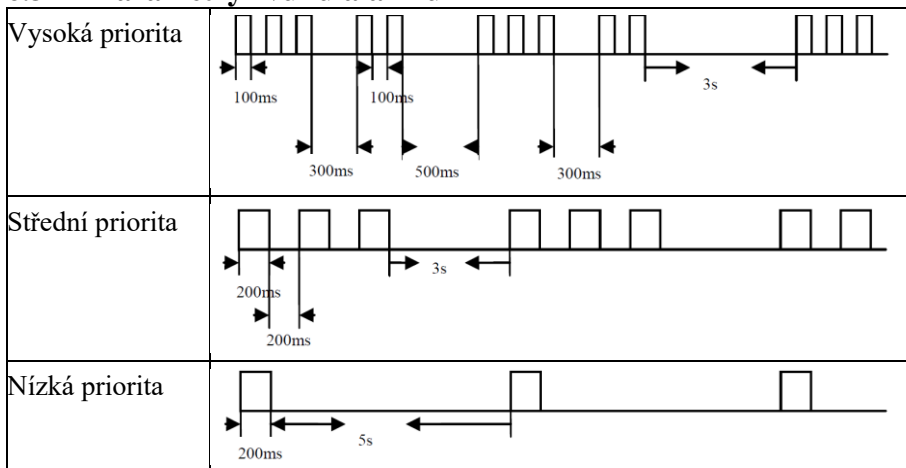 Vysoká priorita
100ms
100ms
3s
300ms
500ms
300ms
Střední priorita
3s
200ms
200ms
Nízká priorita
5s
200ms